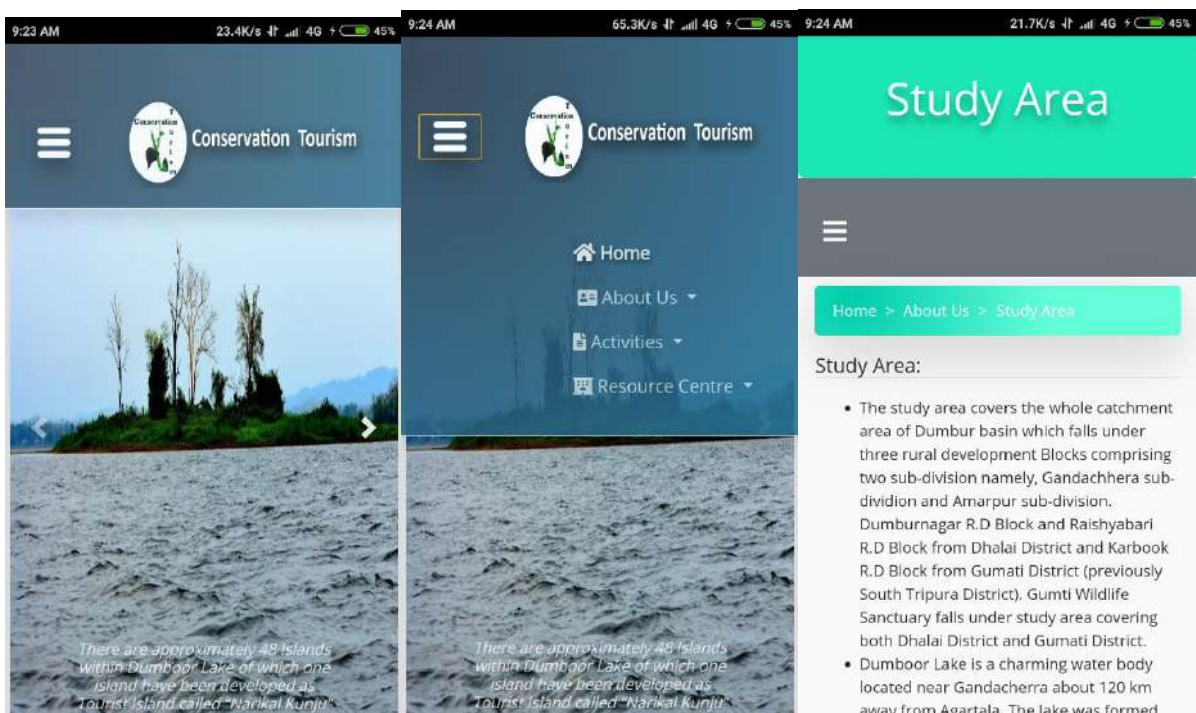 9:23 AM 23.4K/s 4G 45%
Conservation
Tourism
Conservation Tourism
There are approximately 48 Islands
within Dumboor Lake of which one
island have been developed as
Tourist Island called "Narikal Kunju"
9:24 AM 65.3K/s 4G 45%
Conservation
Tourism
Conservation Tourism
Home
About Us
Activities
Resource Centre
There are approximately 48 Islands
within Dumboor Lake of which one
island have been developed as
Tourist Island called "Narikal Kunju"
9:24 AM 21.7K/s 4G 45%
Study Area
Home > About Us > Study Area
Study Area:
• The study area covers the whole catchment
area of Dumbur basin which falls under
three rural development Blocks comprising
two sub-division namely, Gandachhera sub-
dividion and Amarpur sub-division.
Dumburnagar R.D Block and Raishyabari
R.D Block from Dhalai District and Karbook
R.D Block from Gumati District (previously
South Tripura District). Gumti Wildlife
Sanctuary falls under study area covering
both Dhalai District and Gumati District.
• Dumboor Lake is a charming water body
located near Gandacherra about 120 km
away from Agartala. The lake was formed